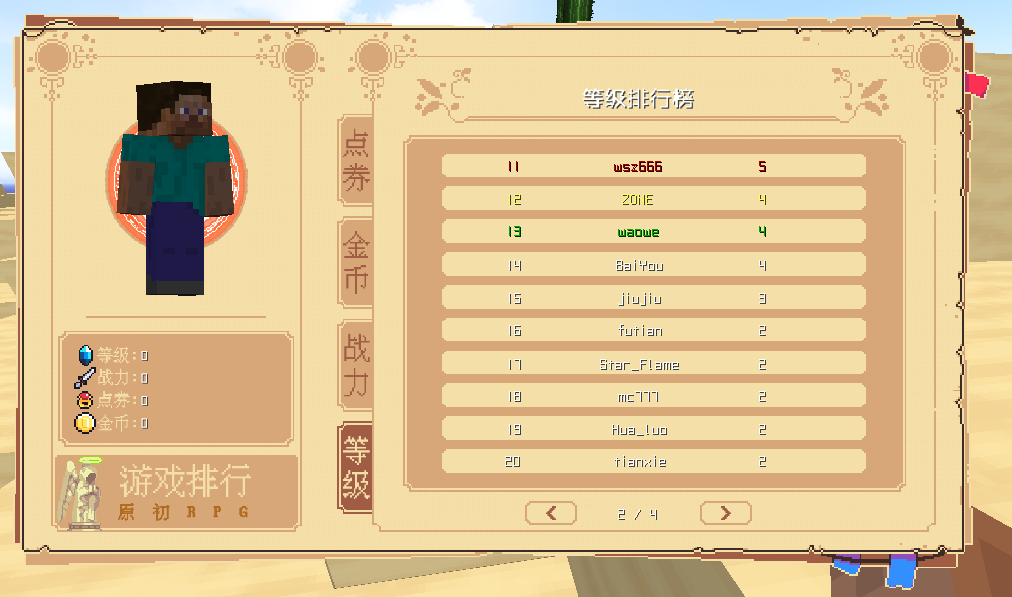 等级:0
战力:0
点券:0
金币:0
游戏排行
原初RPG
点券
金币
战力
等级
等级排行榜
11 wsz666 5
12 ZONE 4
13 waowe 4
14 BaiYou 4
15 jiujiu 3
16 futian 2
17 Star_Flame 2
18 mc777 2
19 Hua_luo 2
20 tianxie 2
< 2 / 4 >